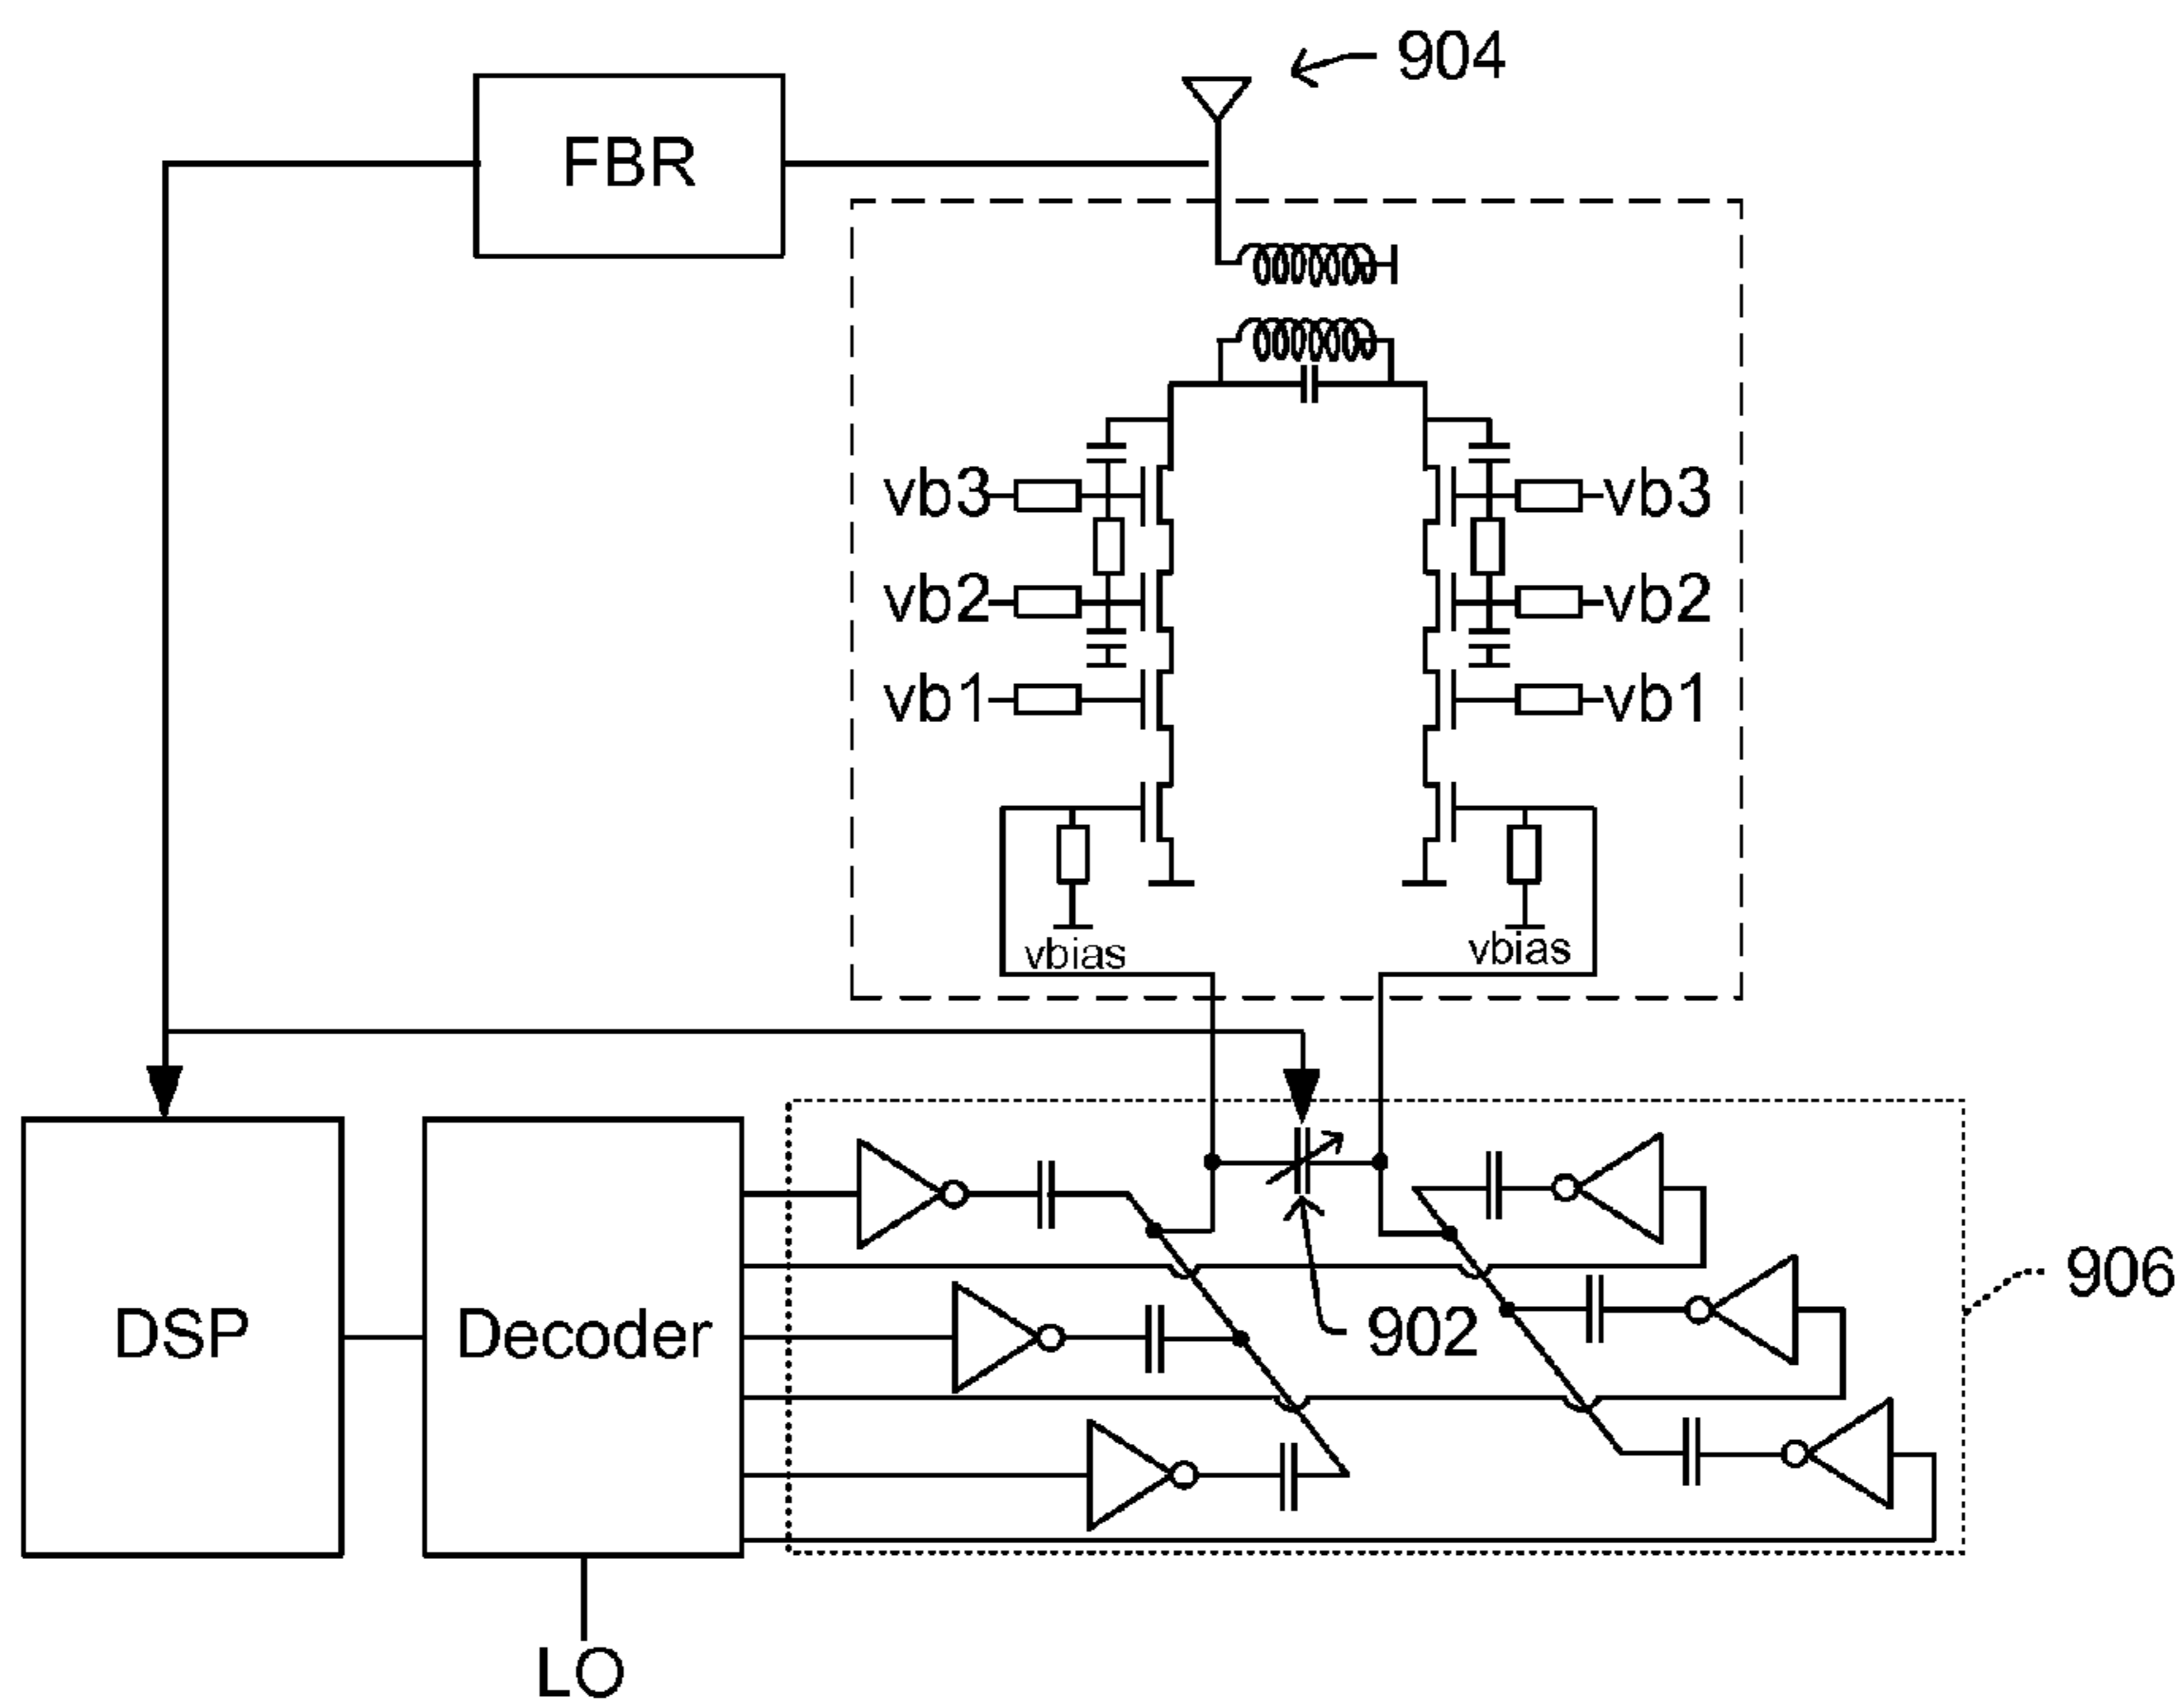 904
FBR
vb3 vb3
vb2 vb2
vb1 vb1
vbias vbias
906
DSP Decoder 902
LO